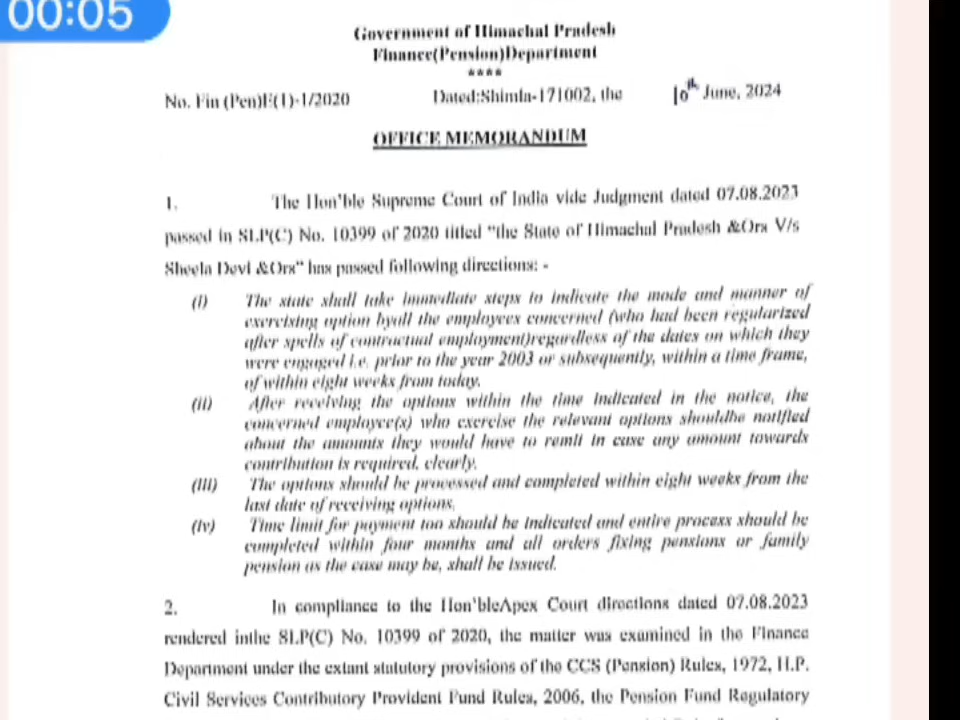 00:05
Government of Himachal Pradesh
Finance(Pension)Department
****
No. Fin (Pen)E(1)-1/2020 Dated:Shimla-171002, the 10th June, 2024
OFFICE MEMORANDUM
1. The Hon'ble Supreme Court of India vide Judgment dated 07.08.2023
passed in SLP(C) No. 10399 of 2020 titled "the State of Himachal Pradesh &Ors V/s
Sheela Devi &Ors" has passed following directions: -
(i) The state shall take immediate steps to indicate the mode and manner of
exercising option byall the employees concerned (who had been regularized
after spells of contractual employment)regardless of the dates on which they
were engaged i.e. prior to the year 2003 or subsequently, within a time frame,
of within eight weeks from today.
(ii) After receiving the options within the time indicated in the notice, the
concerned employee(s) who exercise the relevant options shouldbe notified
about the amounts they would have to remit in case any amount towards
contribution is required, clearly.
(iii) The options should be processed and completed within eight weeks from the
last date of receiving options.
(iv) Time limit for payment too should be indicated and entire process should be
completed within four months and all orders fixing pensions or family
pension as the case may be, shall be issued.
2. In compliance to the Hon'bleApex Court directions dated 07.08.2023
rendered inthe SLP(C) No. 10399 of 2020, the matter was examined in the Finance
Department under the extant statutory provisions of the CCS (Pension) Rules, 1972, H.P.
Civil Services Contributory Provident Fund Rules, 2006, the Pension Fund Regulatory